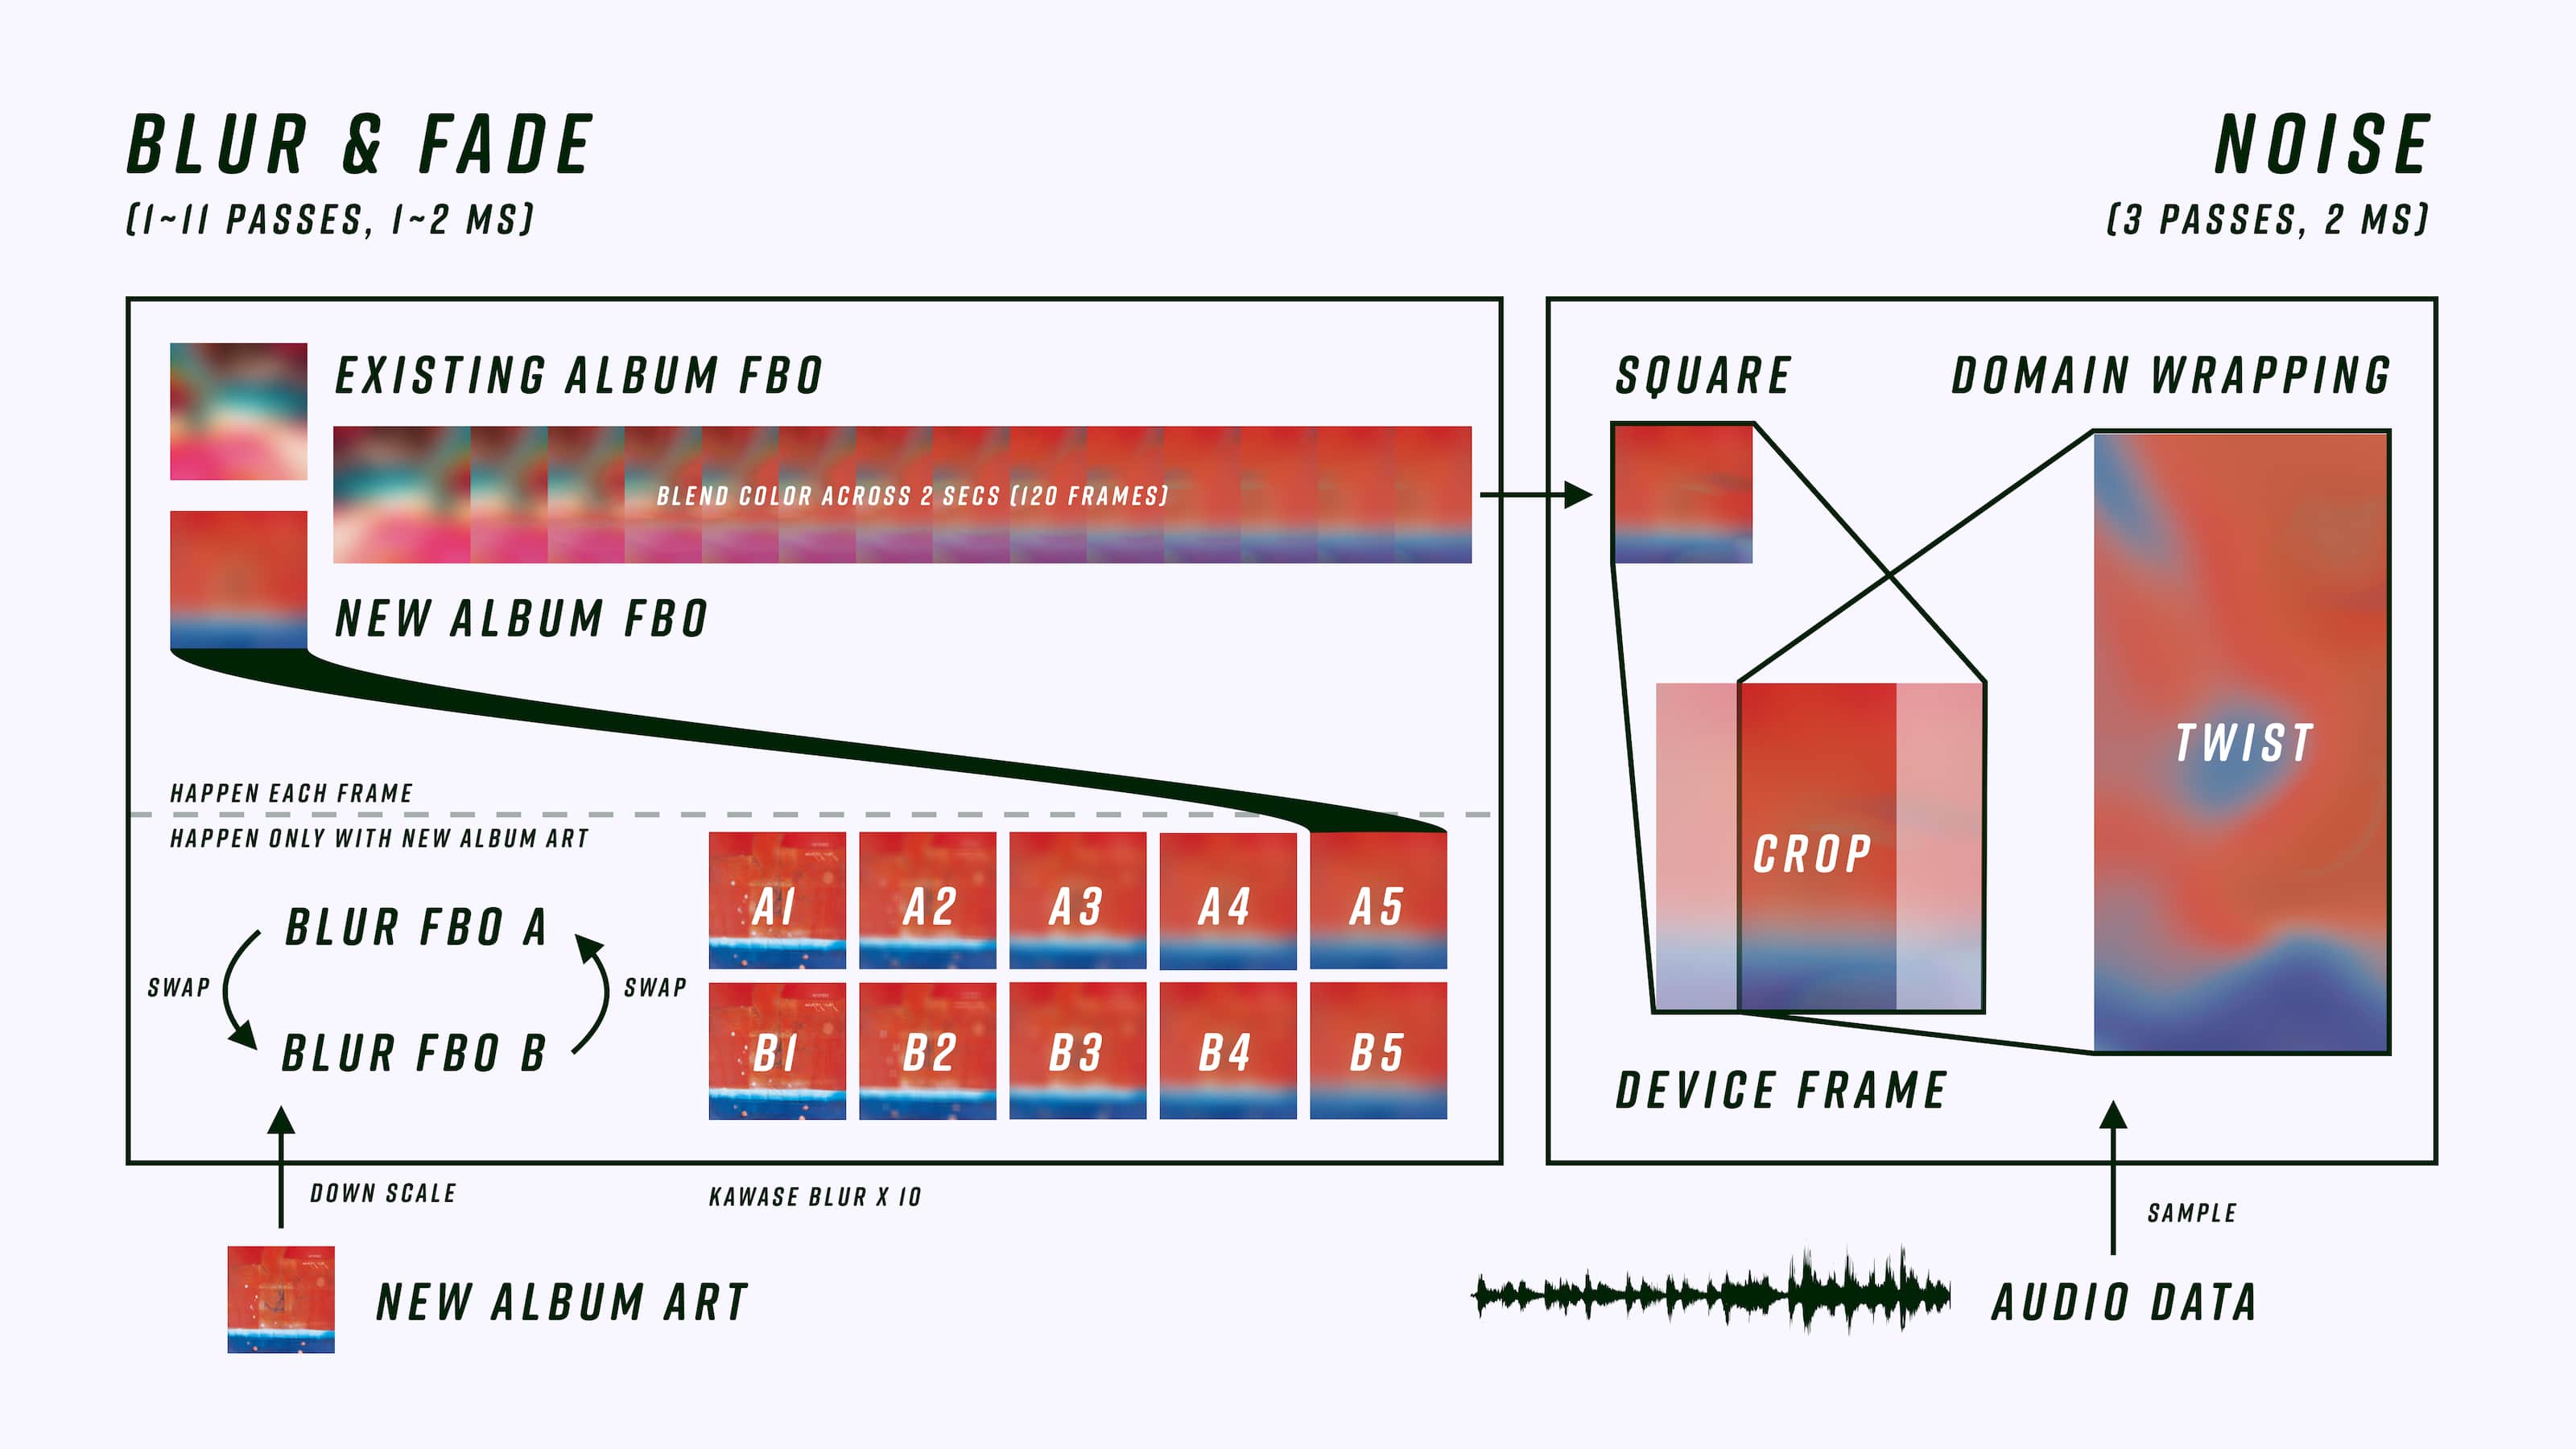 BLUR & FADE
(1~11 PASSES, 1~2 MS)
NOISE
(3 PASSES, 2 MS)
EXISTING ALBUM FBO
BLEND COLOR ACROSS 2 SECS (120 FRAMES)
NEW ALBUM FBO
HAPPEN EACH FRAME
HAPPEN ONLY WITH NEW ALBUM ART
BLUR FBO A
SWAP
SWAP
BLUR FBO B
A1
A2
A3
A4
A5
B1
B2
B3
B4
B5
DOWN SCALE
KAWASE BLUR X 10
NEW ALBUM ART
SQUARE
DOMAIN WRAPPING
CROP
TWIST
DEVICE FRAME
SAMPLE
AUDIO DATA